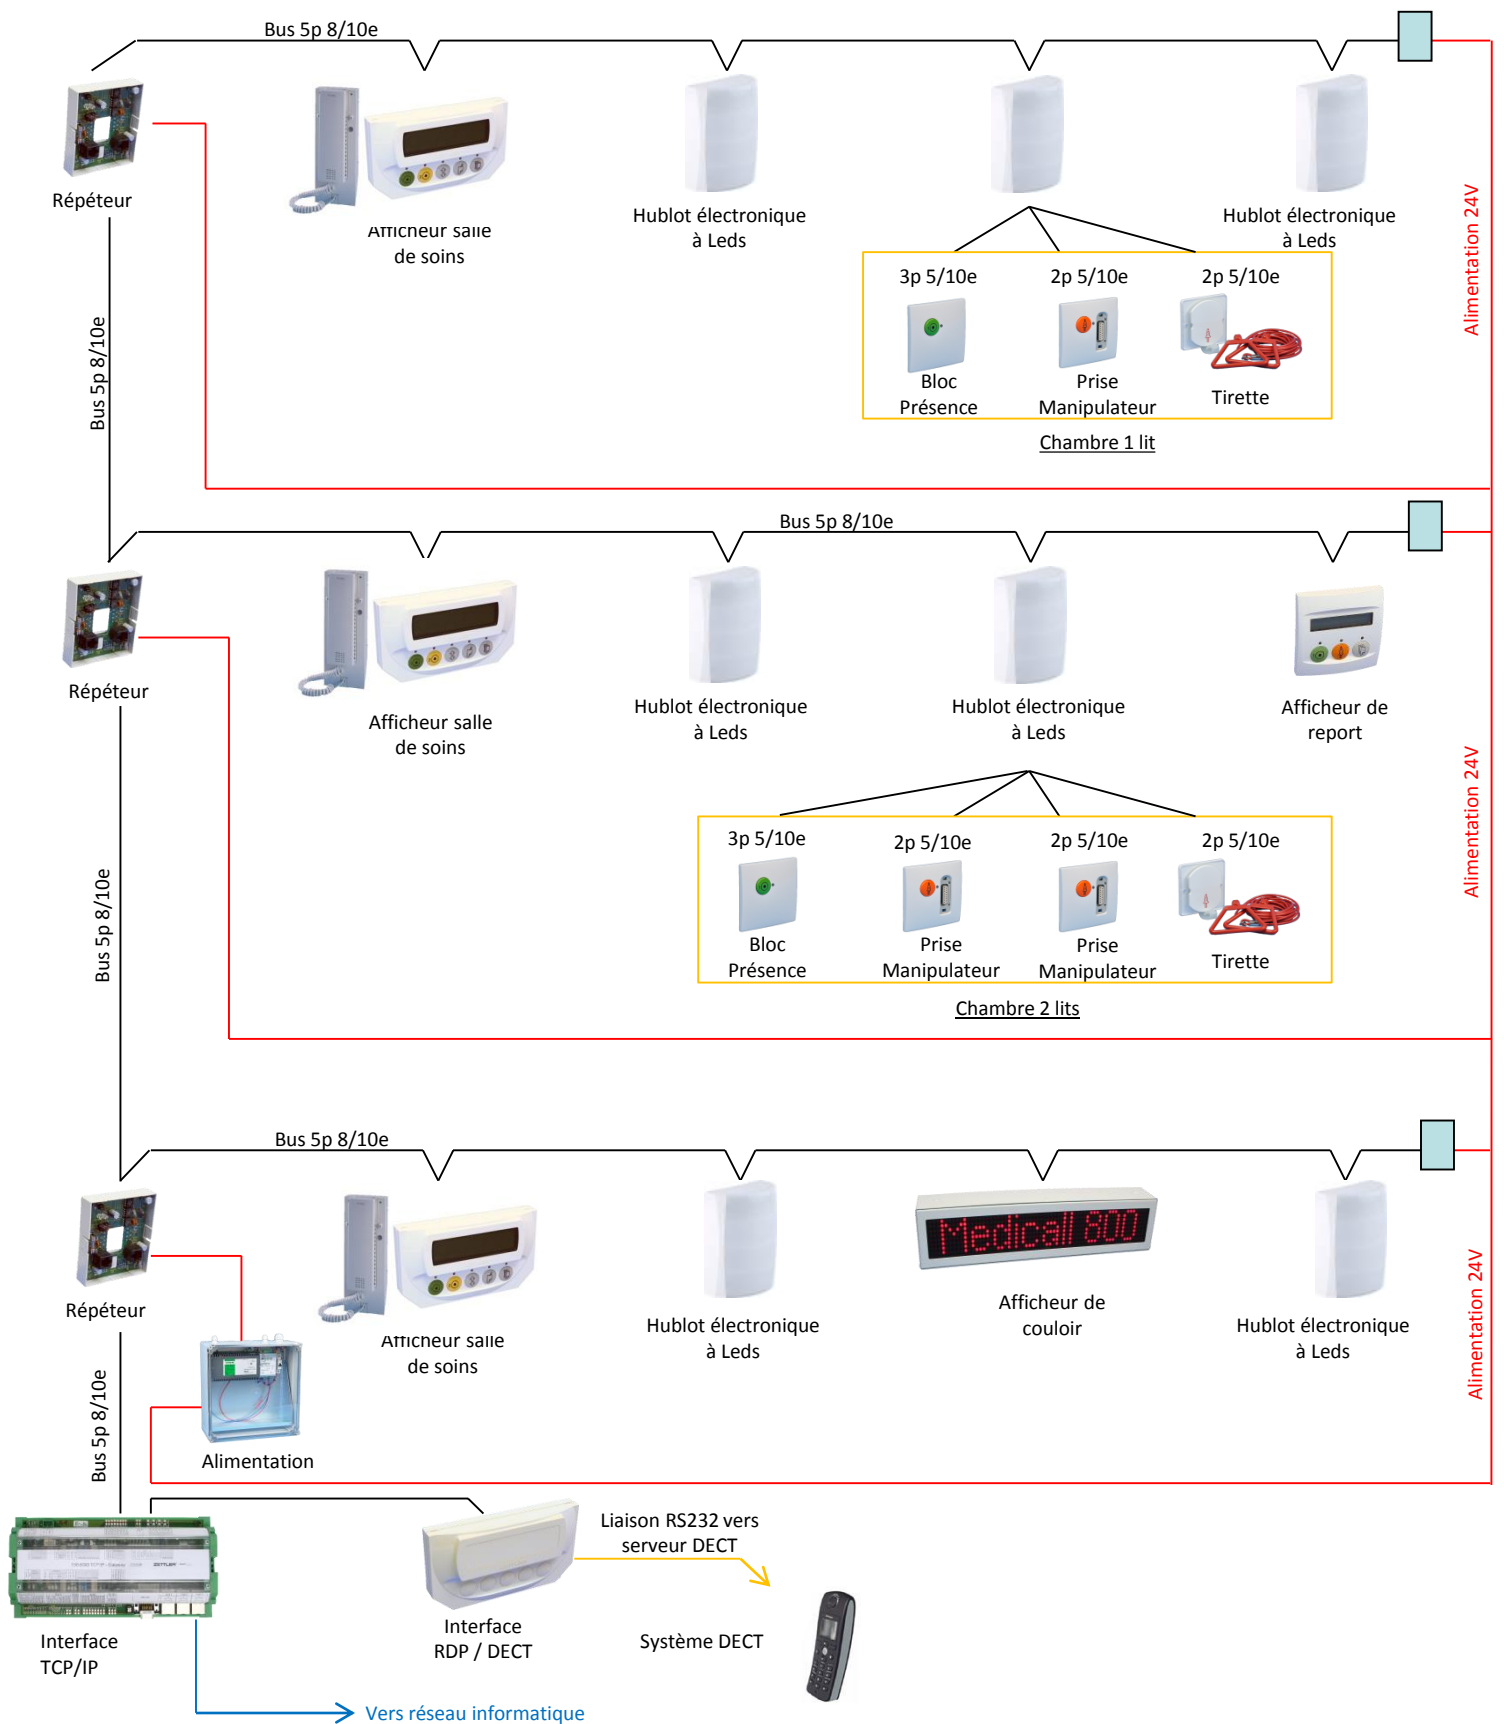 Bus 5p 8/10e
Répéteur
Afficheur salle
de soins
Hublot électronique
à Leds
Hublot électronique
à Leds
Alimentation 24V
3p 5/10e
2p 5/10e
2p 5/10e
Bloc
Présence
Prise
Manipulateur
Tirette
Chambre 1 lit
Bus 5p 8/10e
Bus 5p 8/10e
Répéteur
Afficheur salle
de soins
Hublot électronique
à Leds
Hublot électronique
à Leds
Afficheur de
report
Alimentation 24V
3p 5/10e
2p 5/10e
2p 5/10e
2p 5/10e
Bloc
Présence
Prise
Manipulateur
Prise
Manipulateur
Tirette
Chambre 2 lits
Bus 5p 8/10e
Bus 5p 8/10e
Medicall 800
Répéteur
Afficheur salle
de soins
Hublot électronique
à Leds
Afficheur de
couloir
Hublot électronique
à Leds
Alimentation 24V
Bus 5p 8/10e
Alimentation
ZETTLER
Interface
TCP/IP
Interface
RDP / DECT
Liaison RS232 vers
serveur DECT
Système DECT
Vers réseau informatique